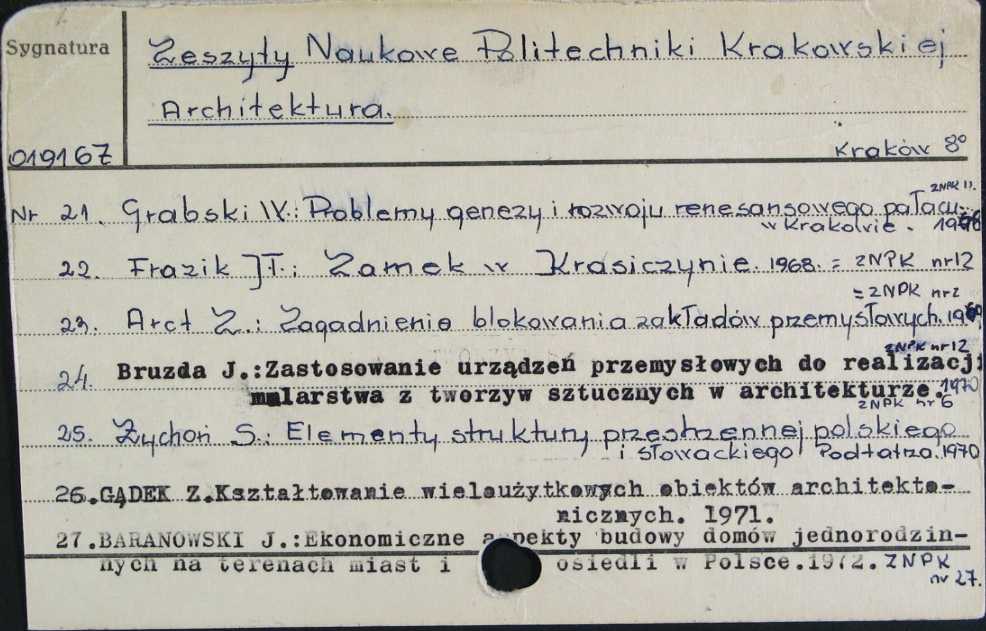 Sygnatura
Zeszyty Naukowe Politechniki Krakowskiej
Architektura.
019167
Kraków 8°
ZNPK 11.
Nr 21. Grabski W.: Problemy genezy i rozwoju renesansowego pałacu
w Krakowie. 1968
22. Frazik J.T.: Zamek w Krasiczynie. 1968. = ZNPK nr 12
= ZNPK nr 2
23. Arct Z.: Zagadnienie blokowania zakładów przemysłowych. 1969
ZNPK nr 12
24. Bruzda J.:Zastosowanie urządzeń przemysłowych do realizacji
malarstwa z tworzyw sztucznych w architekturze. 1970
ZNPK nr 6
25. Zychoń S.: Elementy struktury przestrzennej polskiego
i słowackiego Podtatrza. 1970
26.GĄDEK Z.Kształtowanie wieloużytkowych obiektów architekto-
nicznych. 1971.
27.BARANOWSKI J.:Ekonomiczne aspekty budowy domów jednorodzin-
nych na terenach miast i osiedli w Polsce.1972. ZNPK
nr 27.